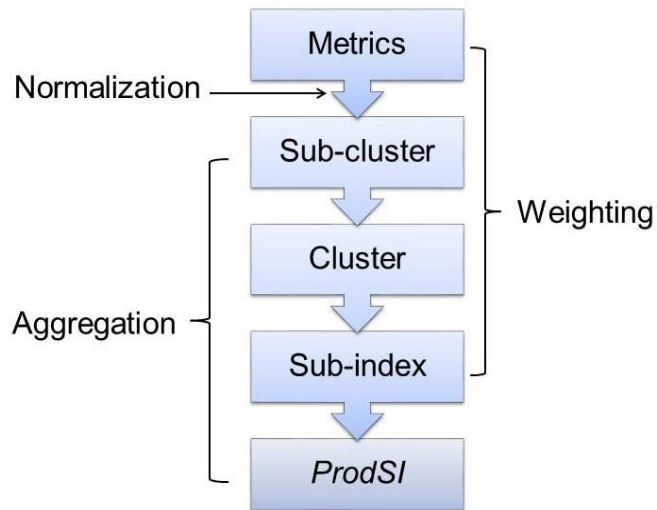 Metrics
Normalization
Sub-cluster
Weighting
Cluster
Aggregation
Sub-index
ProdSI